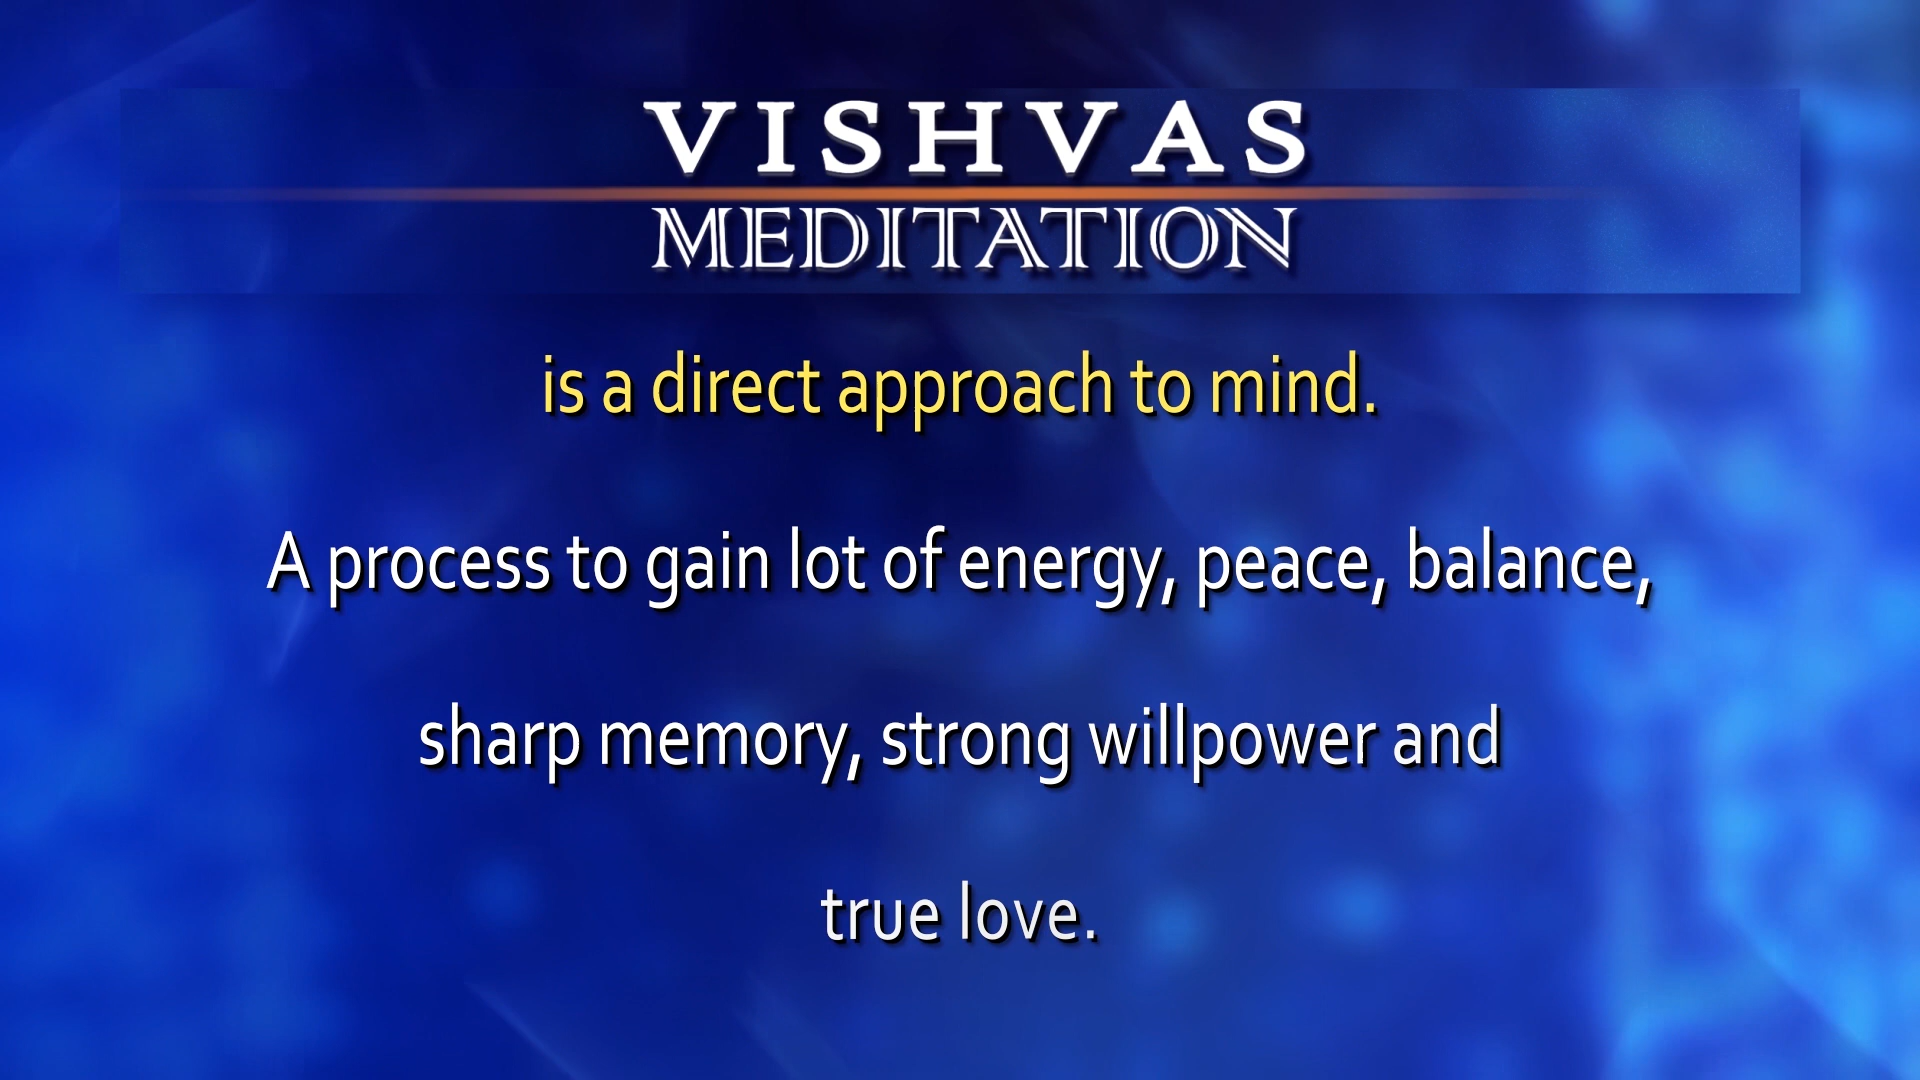 VISHVAS
MEDITATION
is a direct approach to mind.
A process to gain lot of energy, peace, balance,
sharp memory, strong willpower and
true love.